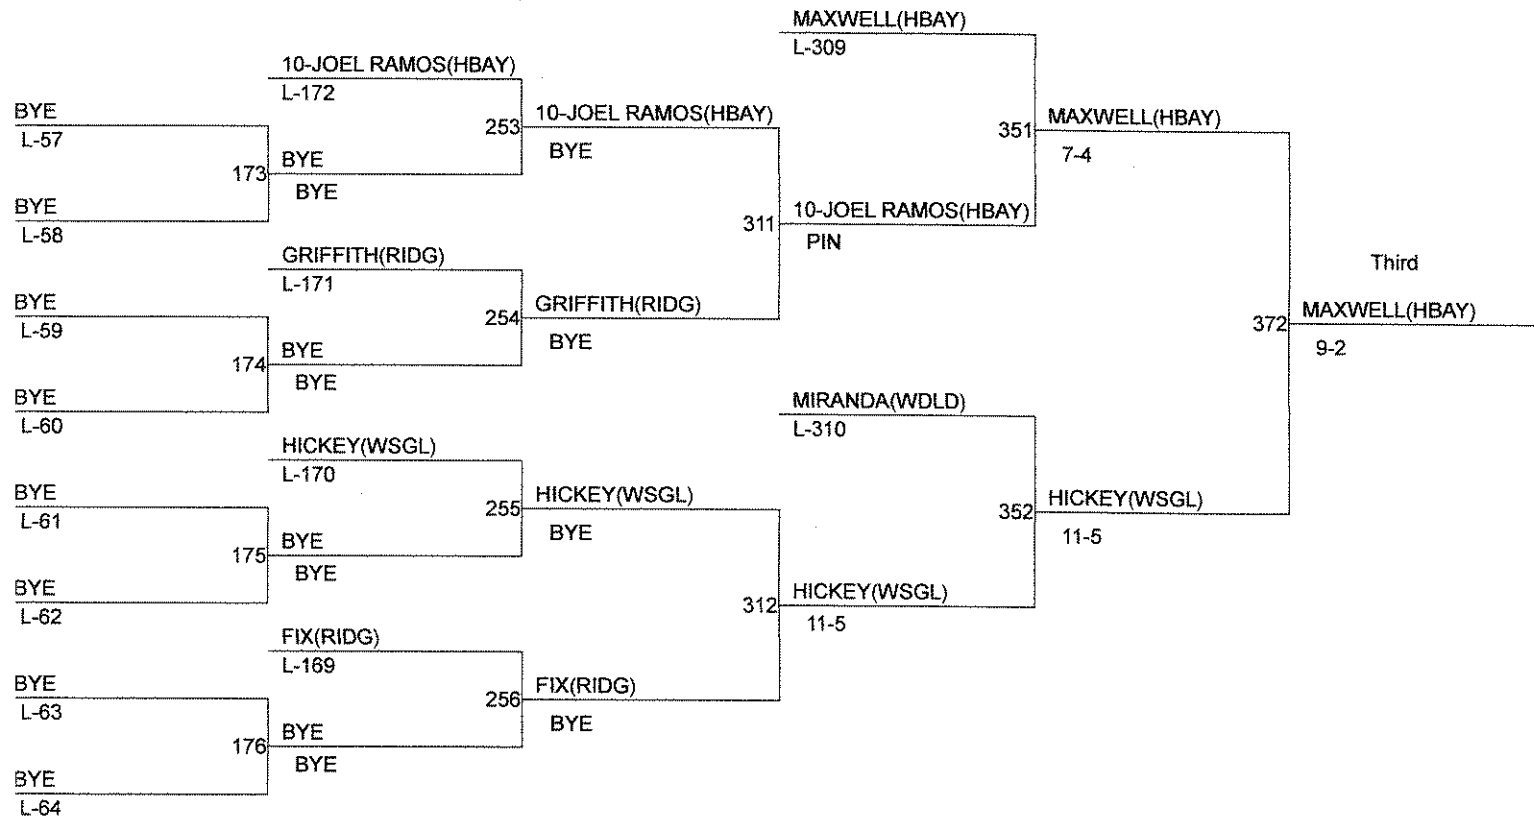 MAXWELL(HBAY)
L-309
10-JOEL RAMOS(HBAY)
L-172
BYE
L-57
253
10-JOEL RAMOS(HBAY)
BYE
351
MAXWELL(HBAY)
7-4
173
BYE
BYE
BYE
L-58
311
10-JOEL RAMOS(HBAY)
PIN
GRIFFITH(RIDG)
L-171
Third
BYE
L-59
254
GRIFFITH(RIDG)
BYE
372
MAXWELL(HBAY)
9-2
174
BYE
BYE
BYE
L-60
MIRANDA(WDLD)
L-310
HICKEY(WSGL)
L-170
BYE
L-61
255
HICKEY(WSGL)
BYE
352
HICKEY(WSGL)
11-5
175
BYE
BYE
BYE
L-62
312
HICKEY(WSGL)
11-5
FIX(RIDG)
L-169
BYE
L-63
256
FIX(RIDG)
BYE
176
BYE
BYE
BYE
L-64